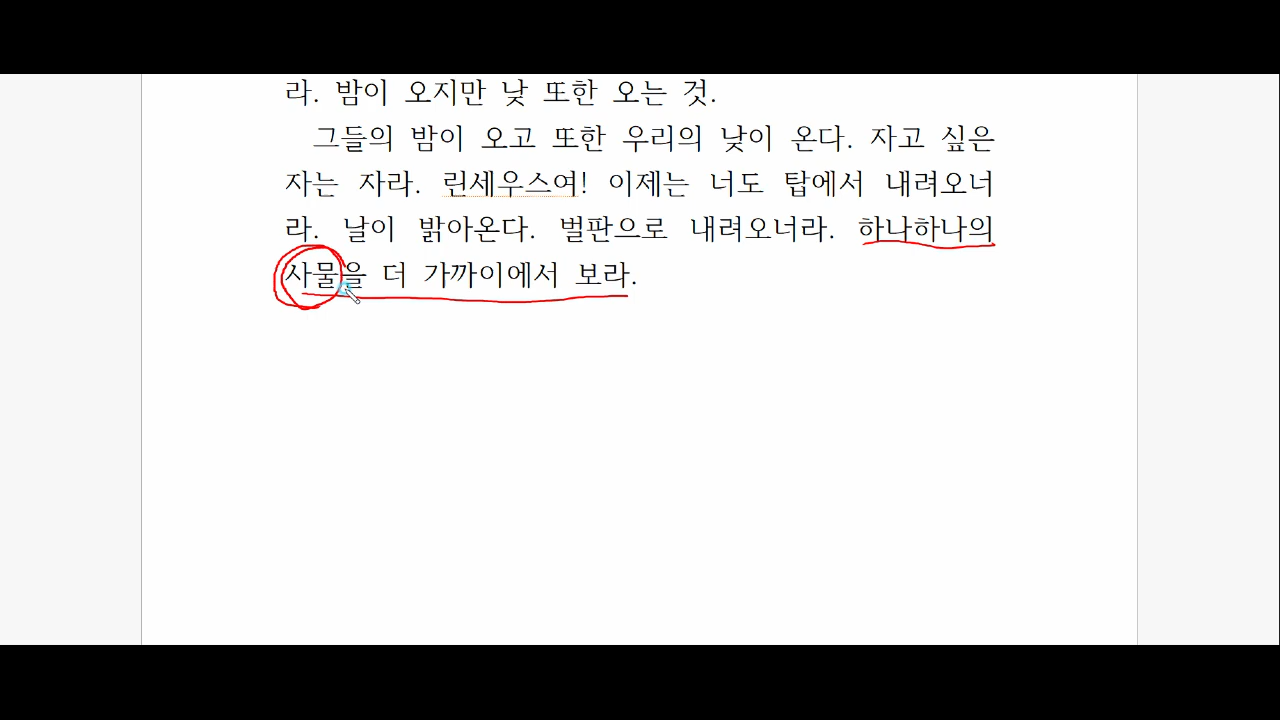 라. 밤이 오지만 낮 또한 오는 것.
그들의 밤이 오고 또한 우리의 낮이 온다. 자고 싶은
자는 자라. 린세우스여! 이제는 너도 탑에서 내려오너
라. 날이 밝아온다. 벌판으로 내려오너라. 하나하나의
사물을 더 가까이에서 보라.